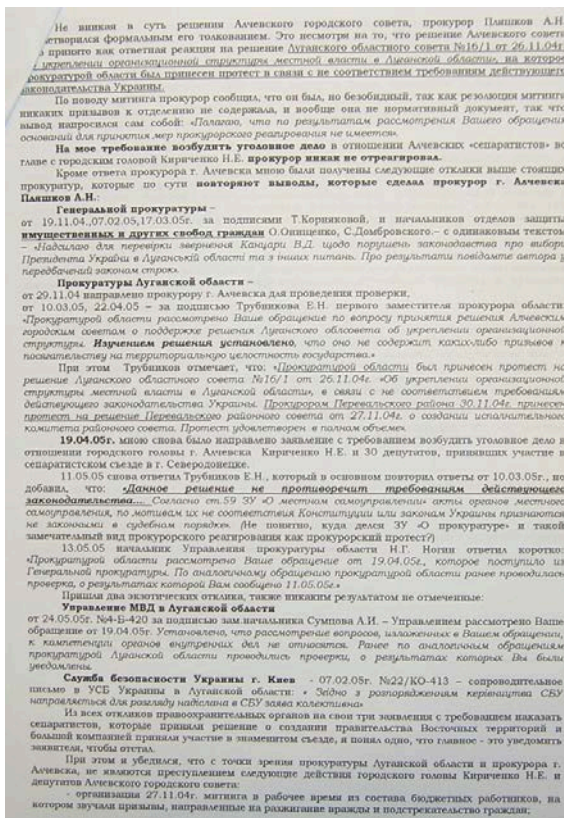 Не вникая в суть решения Алчевского городского совета, прокурор Пляшков А.Н.
формальным его толкованием. Это несмотря на то, что решение Алчевского совета
принято как ответная реакция на решение Луганского областного совета №16/1 от 26.11.04г
укреплении организационной структуры местной власти в Луганской области», на которое
прокуратурой области был принесен протест в связи с не соответствием требованиям действующего
законодательства Украины.
По поводу митинга прокурор сообщил, что он был, но безобидный, так как резолюция митинга
никаких призывов к отделению не содержала, и вообще она не нормативный документ, так что
вывод напросился сам собой: «Полагаю, что по результатам рассмотрения Вашего обращения
оснований для принятия мер прокурорского реагирования не имеется».
На мое требование возбудить уголовное дело в отношении Алчевских «сепаратистов» во
главе с городским головой Кириченко Н.Е. прокурор никак не отреагировал.
Кроме ответа прокурора г. Алчевска мною были получены следующие отклики выше стоящих
прокуратур, которые по сути повторяют выводы, которые сделал прокурор г. Алчевска
Пляшков А.Н.:
Генеральной прокуратуры –
от 19.11.04.,07,02.05,17.03.05г. за подписями Т.Корняковой, и начальников отделов защиты
имущественных и других свобод граждан О.Онищенко, С.Домбровского.– с одинаковым текстом
– «Надсилаю для перевірки звернення Канцари В.Д. щодо порушень законодавства про вибори
Президента України в Луганській області та з інших питань. Про результати повідомте автора у
передбачений законом строк».
Прокуратуры Луганской области –
от 29.11.04 направлено прокурору г. Алчевска для проведения проверки,
от 10.03.05, 22.04.05 – за подписью Трубникова Е.Н. первого заместителя прокурора области
«Прокуратурой области рассмотрено Ваше обращение по вопросу принятия решения Алчевским
городским советом о поддержке решения Луганского облсовета об укреплении организационной
структуры. Изучением решения установлено, что оно не содержит каких-либо призывов к
посягательству на территориальную целостность государства.»
При этом Трубников отмечает, что: «Прокуратурой области был принесен протест на
решение Луганского областного совета №16/1 от 26.11.04г. «Об укреплении организационной
структуры местной власти в Луганской области», в связи с не соответствием требованиям
действующего законодательства Украины. Прокурором Перевальского района 30.11.04г. принесен
протест на решение Перевальского районного совета от 27.11.04г. о создании исполнительного
комитета районного совета. Протест удовлетворен в полном объеме».
19.04.05г. мною снова было направлено заявление с требованием возбудить уголовное дело в
отношении городского головы г. Алчевска Кириченко Н.Е. и 30 депутатов, принявших участие в
сепаратистском съезде в г. Северодонецке.
11.05.05 снова ответил Трубников Е.Н., который в основном повторил ответы от 10.03.05г., но
добавил, что: «Данное решение не противоречит требованиям действующего
законодательства... Согласно ст.59 ЗУ «О местном самоуправлении» акты органов местного
самоуправления, по мотивам их не соответствия Конституции или законам Украины признаются
не законными в судебном порядке». (Не понятно, куда делся ЗУ «О прокуратуре» и такой
замечательный вид прокурорского реагирования как прокурорский протест?)
13.05.05 начальник Управления прокуратуры области Н.Г. Ногин ответил коротко:
«Прокуратурой области рассмотрено Ваше обращение от 19.04.05г., которое поступило из
Генеральной прокуратуры. По аналогичному обращению прокуратурой области ранее проводилась
проверка, о результатах которой Вам сообщено 11.05.05г.»
Пришли два экзотических отклика, также никаким результатом не отмеченные:
Управление МВД в Луганской области
от 24.05.05г. №4-Б-420 за подписью зам.начальника Сумцова А.И. – Управлением рассмотрено Ваше
обращение от 19.04.05г. Установлено, что рассмотрение вопросов, изложенных в Вашем обращении,
к компетенции органов внутренних дел не относятся. Ранее по аналогичным обращениям
прокуратурой Луганской области проводились проверки, о результатах которых Вы были
уведомлены.
Служба безопасности Украины г. Киев - 07.02.05г. №22/КО-413 – сопроводительное
письмо в УСБ Украины в Луганской области: « Згідно з розпорядженням керівництва СБУ
направляється для розгляду надіслана в СБУ заява колективна»
Из всех откликов правоохранительных органов на свои три заявления с требованием наказать
сепаратистов, которые приняли решение о создании правительства Восточных территорий и
большой компанией приняли участие в знаменитом съезде, я понял одно, что главное - это уведомить
заявителя, чтобы отстал.
При этом я убедился, что с точки зрения прокуратуры Луганской области и прокурора г.
Алчевска, не являются преступлением следующие действия городского головы Кириченко Н.Е. и
депутатов Алчевского городского совета:
- организация 27.11.04г. митинга в рабочее время из состава бюджетных работников, на
котором звучали призывы, направленные на разжигание вражды и подстрекательство граждан;